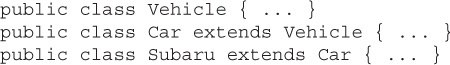 public class Vehicle { ... }
public class Car extends Vehicle { ... }
public class Subaru extends Car { ... }